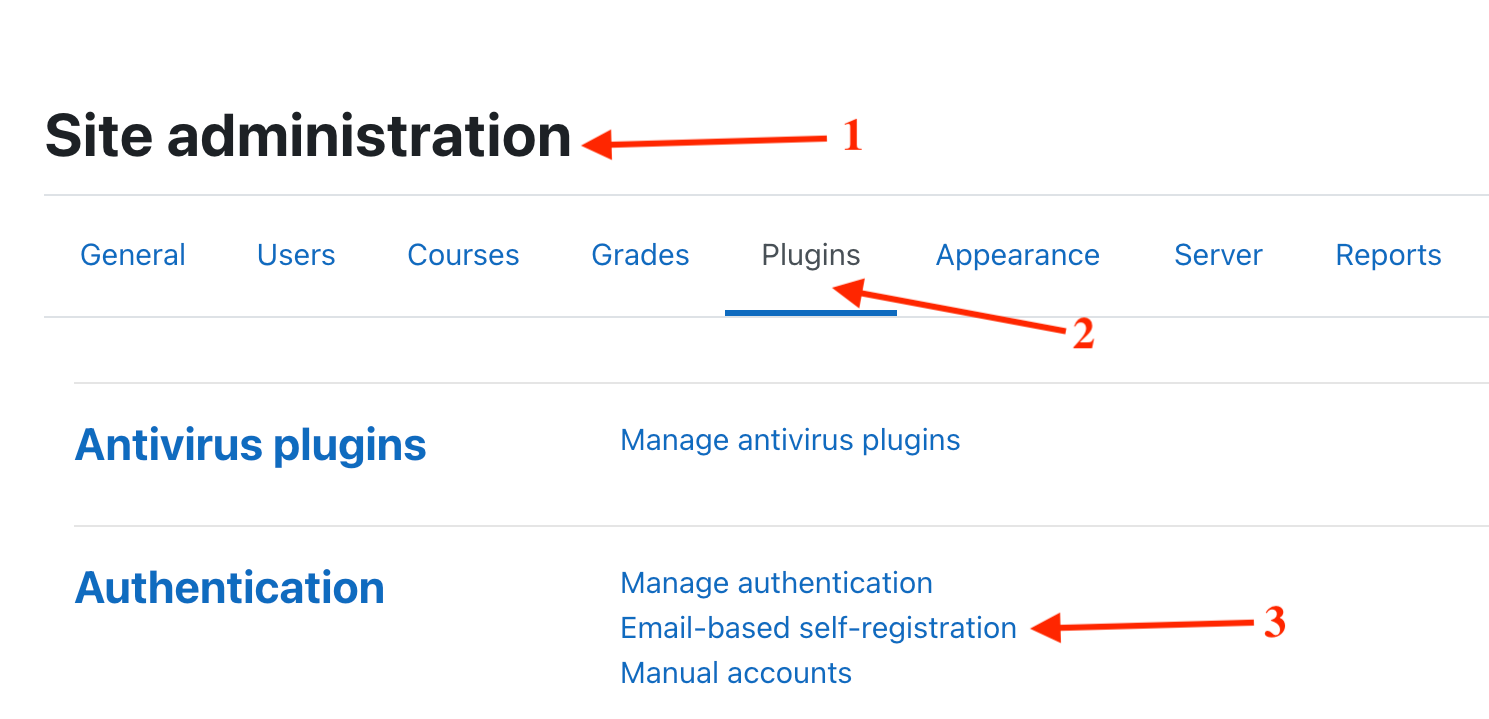 Site administration 1
General Users Courses Grades Plugins Appearance Server Reports
2
Antivirus plugins Manage antivirus plugins
Authentication Manage authentication
Email-based self-registration 3
Manual accounts